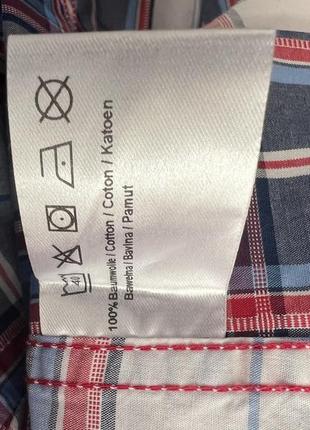 40
100% Baumwolle / Cotton / Coton / Katoen
Bawełna / Bavlna / Pamut